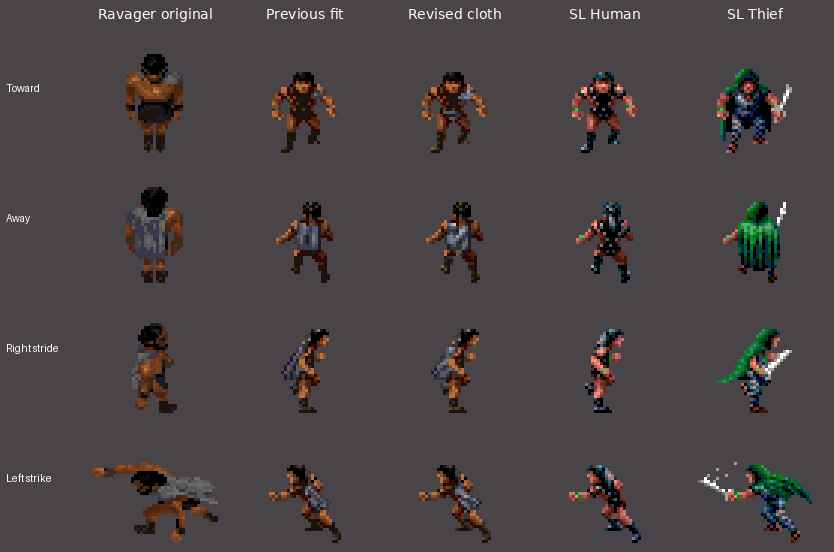 Ravager original Previous fit Revised cloth SL Human SL Thief
Toward
Away
Rightstride
Leftstrike